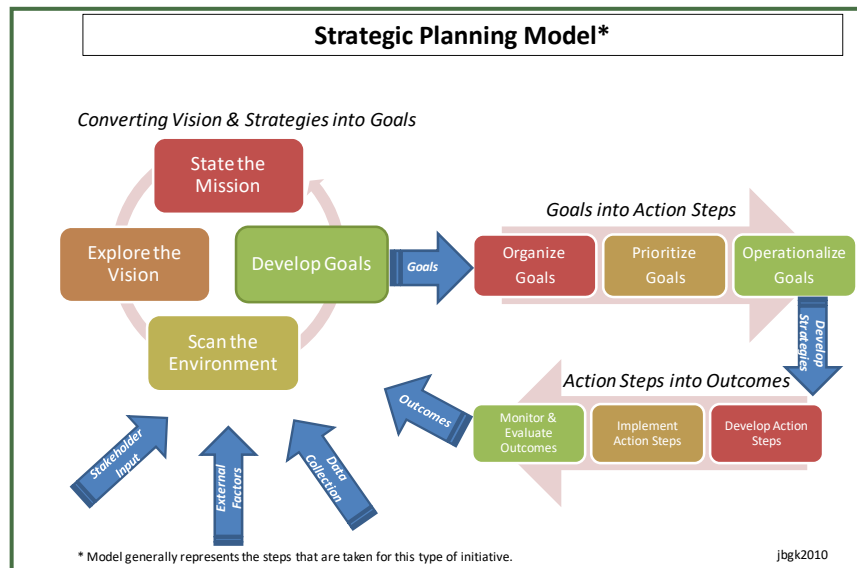 Strategic Planning Model*
Converting Vision & Strategies into Goals
State the
Mission
Explore the
Vision
Develop Goals
Scan the
Environment
Goals
Goals into Action Steps
Organize
Goals
Prioritize
Goals
Operationalize
Goals
Develop
Strategies
Action Steps into Outcomes
Monitor &
Evaluate
Outcomes
Implement
Action Steps
Develop Action
Steps
Outcomes
Stakeholder
Input
External
Factors
Data
Collection
* Model generally represents the steps that are taken for this type of initiative.
jbgk2010